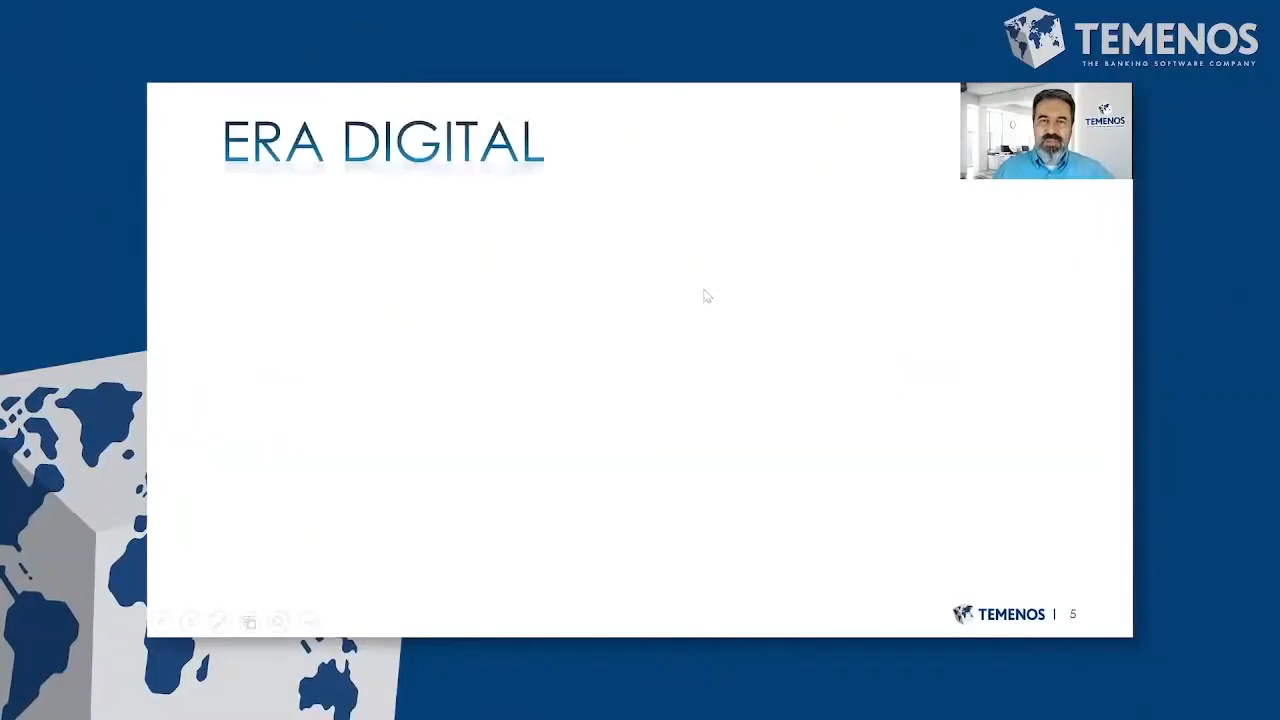 TEMENOS
THE BANKING SOFTWARE COMPANY
ERA DIGITAL
TEMENOS
TEMENOS | 5